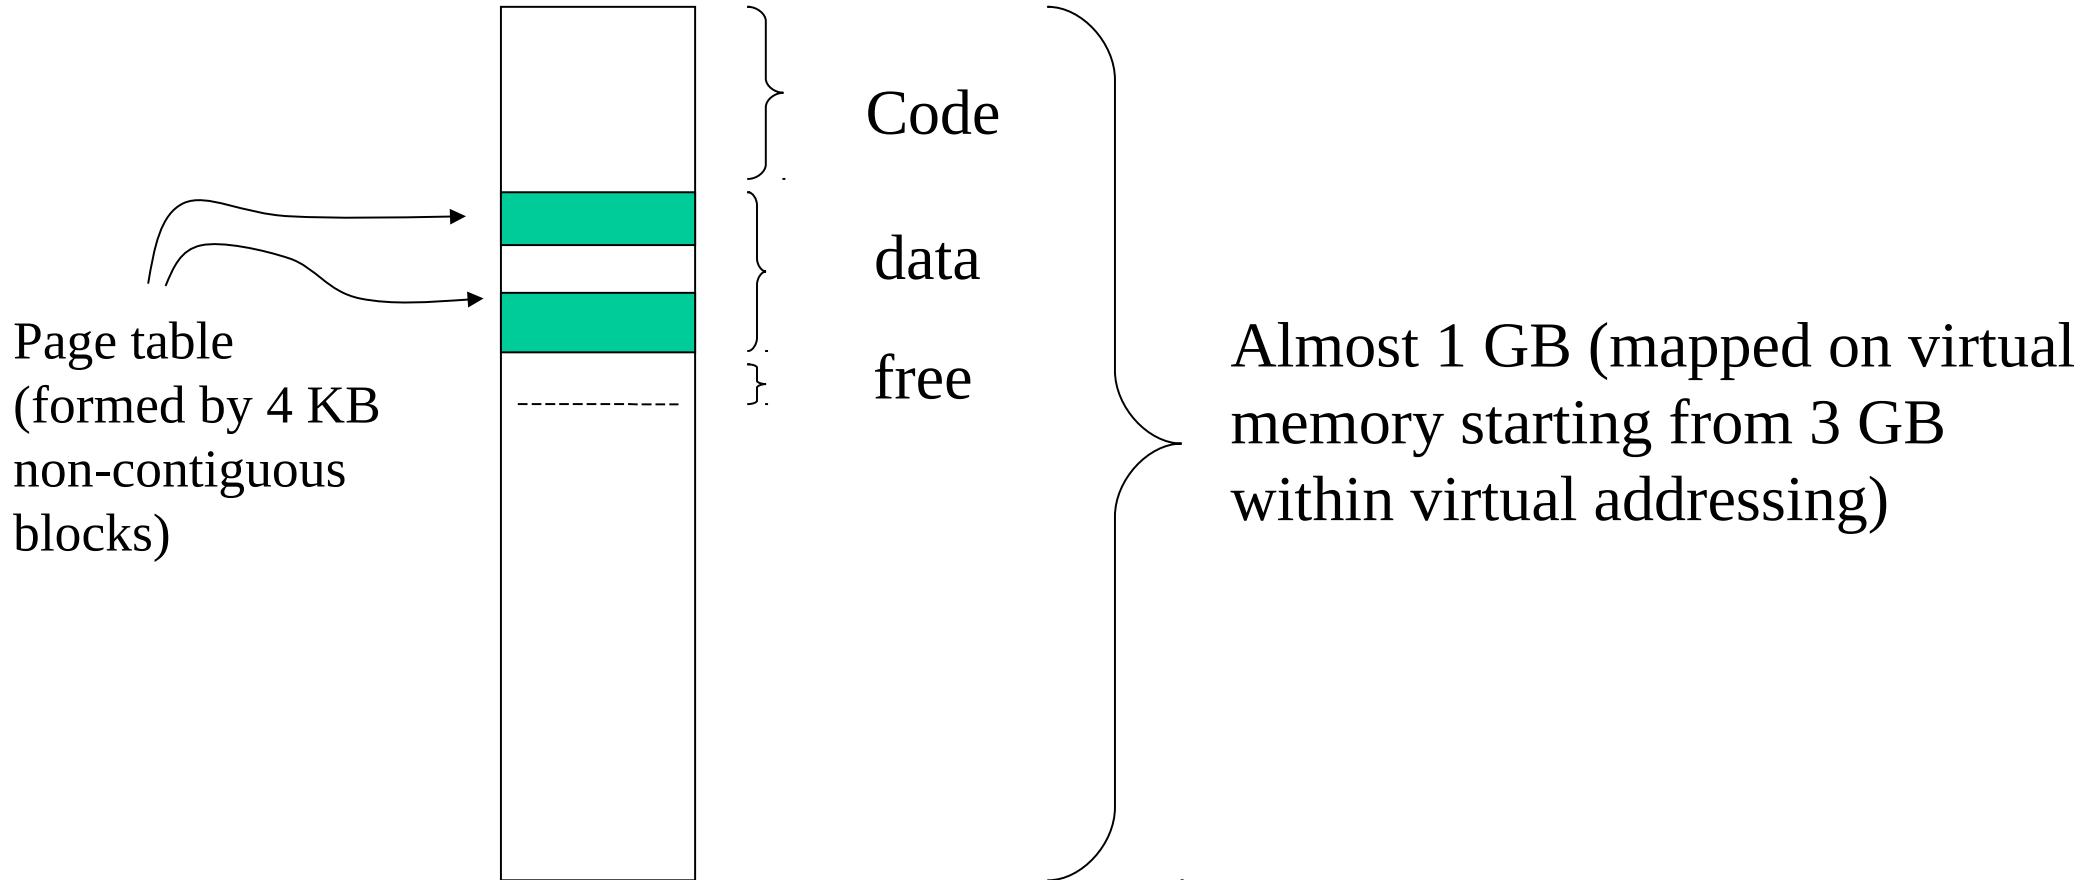 Code
data
free
Page table
(formed by 4 KB
non-contiguous
blocks)
Almost 1 GB (mapped on virtual
memory starting from 3 GB
within virtual addressing)